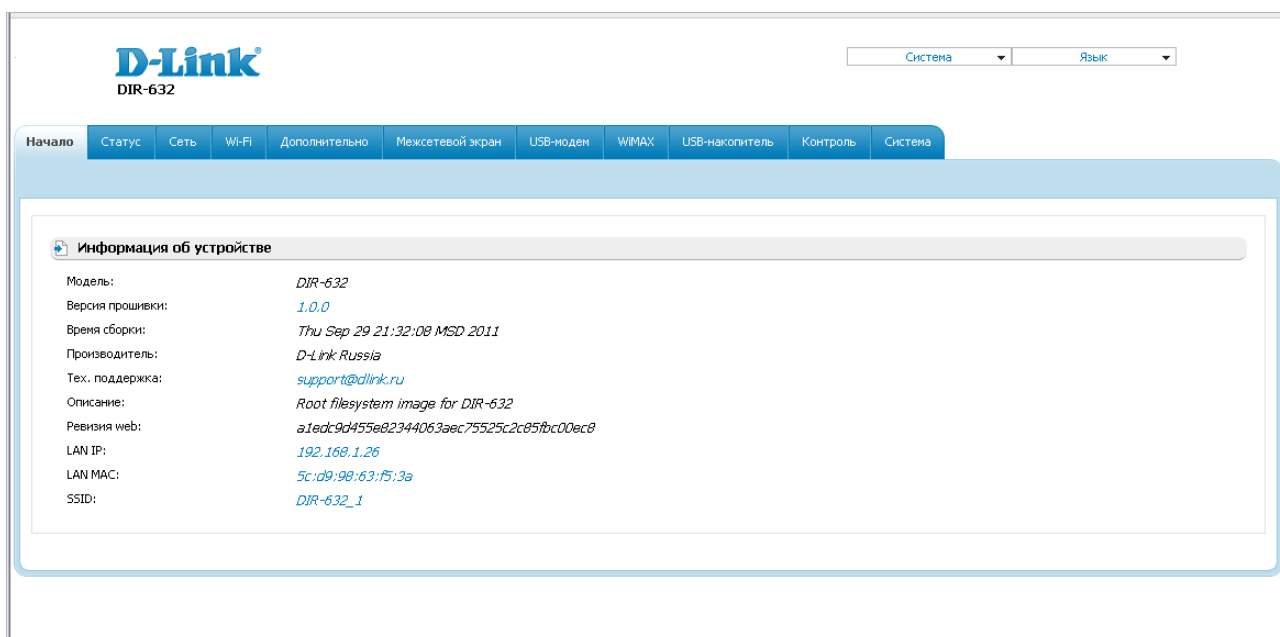 D-Link®
DIR-632
Система Язык
Начало Статус Сеть Wi-Fi Дополнительно Межсетевой экран USB-модем WiMAX USB-накопитель Контроль Система
Информация об устройстве
Модель: DIR-632
Версия прошивки: 1.0.0
Время сборки: Thu Sep 29 21:32:08 MSD 2011
Производитель: D-Link Russia
Тех. поддержка: support@dlink.ru
Описание: Root filesystem image for DIR-632
Ревизия web: a1edc9d455e82344063aec75525c2c85fbc00ec8
LAN IP: 192.168.1.26
LAN MAC: 5c:d9:98:63:f5:3a
SSID: DIR-632_1